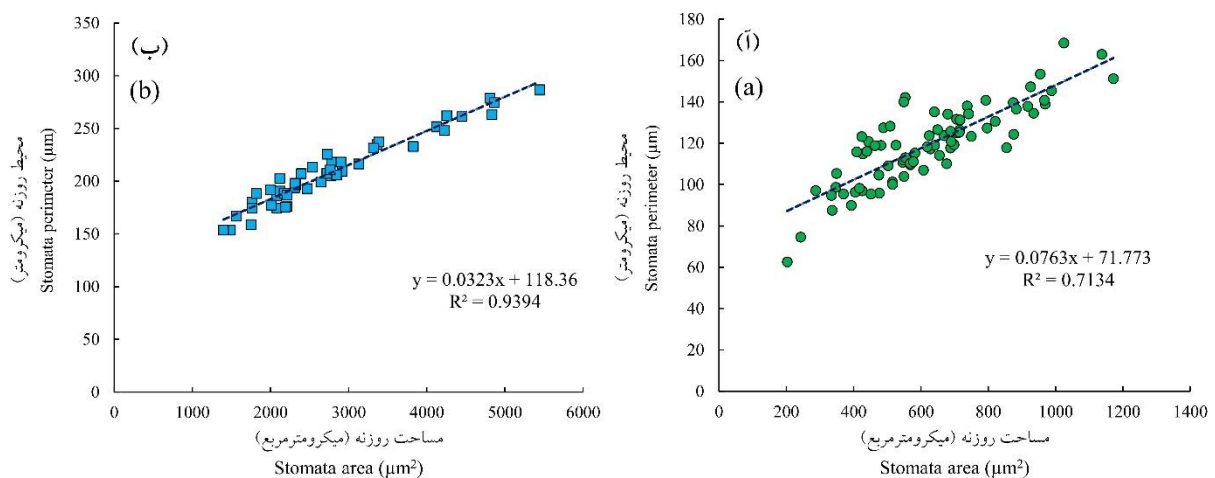 (ب)
(b)
350
300
250
200
150
100
50
0
محیط روزنه (میکرومتر)
Stomata perimeter (µm)
y = 0.0323x + 118.36
R² = 0.9394
0 1000 2000 3000 4000 5000 6000
مساحت روزنه (میکرومترمربع)
Stomata area (µm²)
(آ)
(a)
180
160
140
120
100
80
60
40
20
0
محیط روزنه (میکرومتر)
Stomata perimeter (µm)
y = 0.0763x + 71.773
R² = 0.7134
0 200 400 600 800 1000 1200 1400
مساحت روزنه (میکرومترمربع)
Stomata area (µm²)